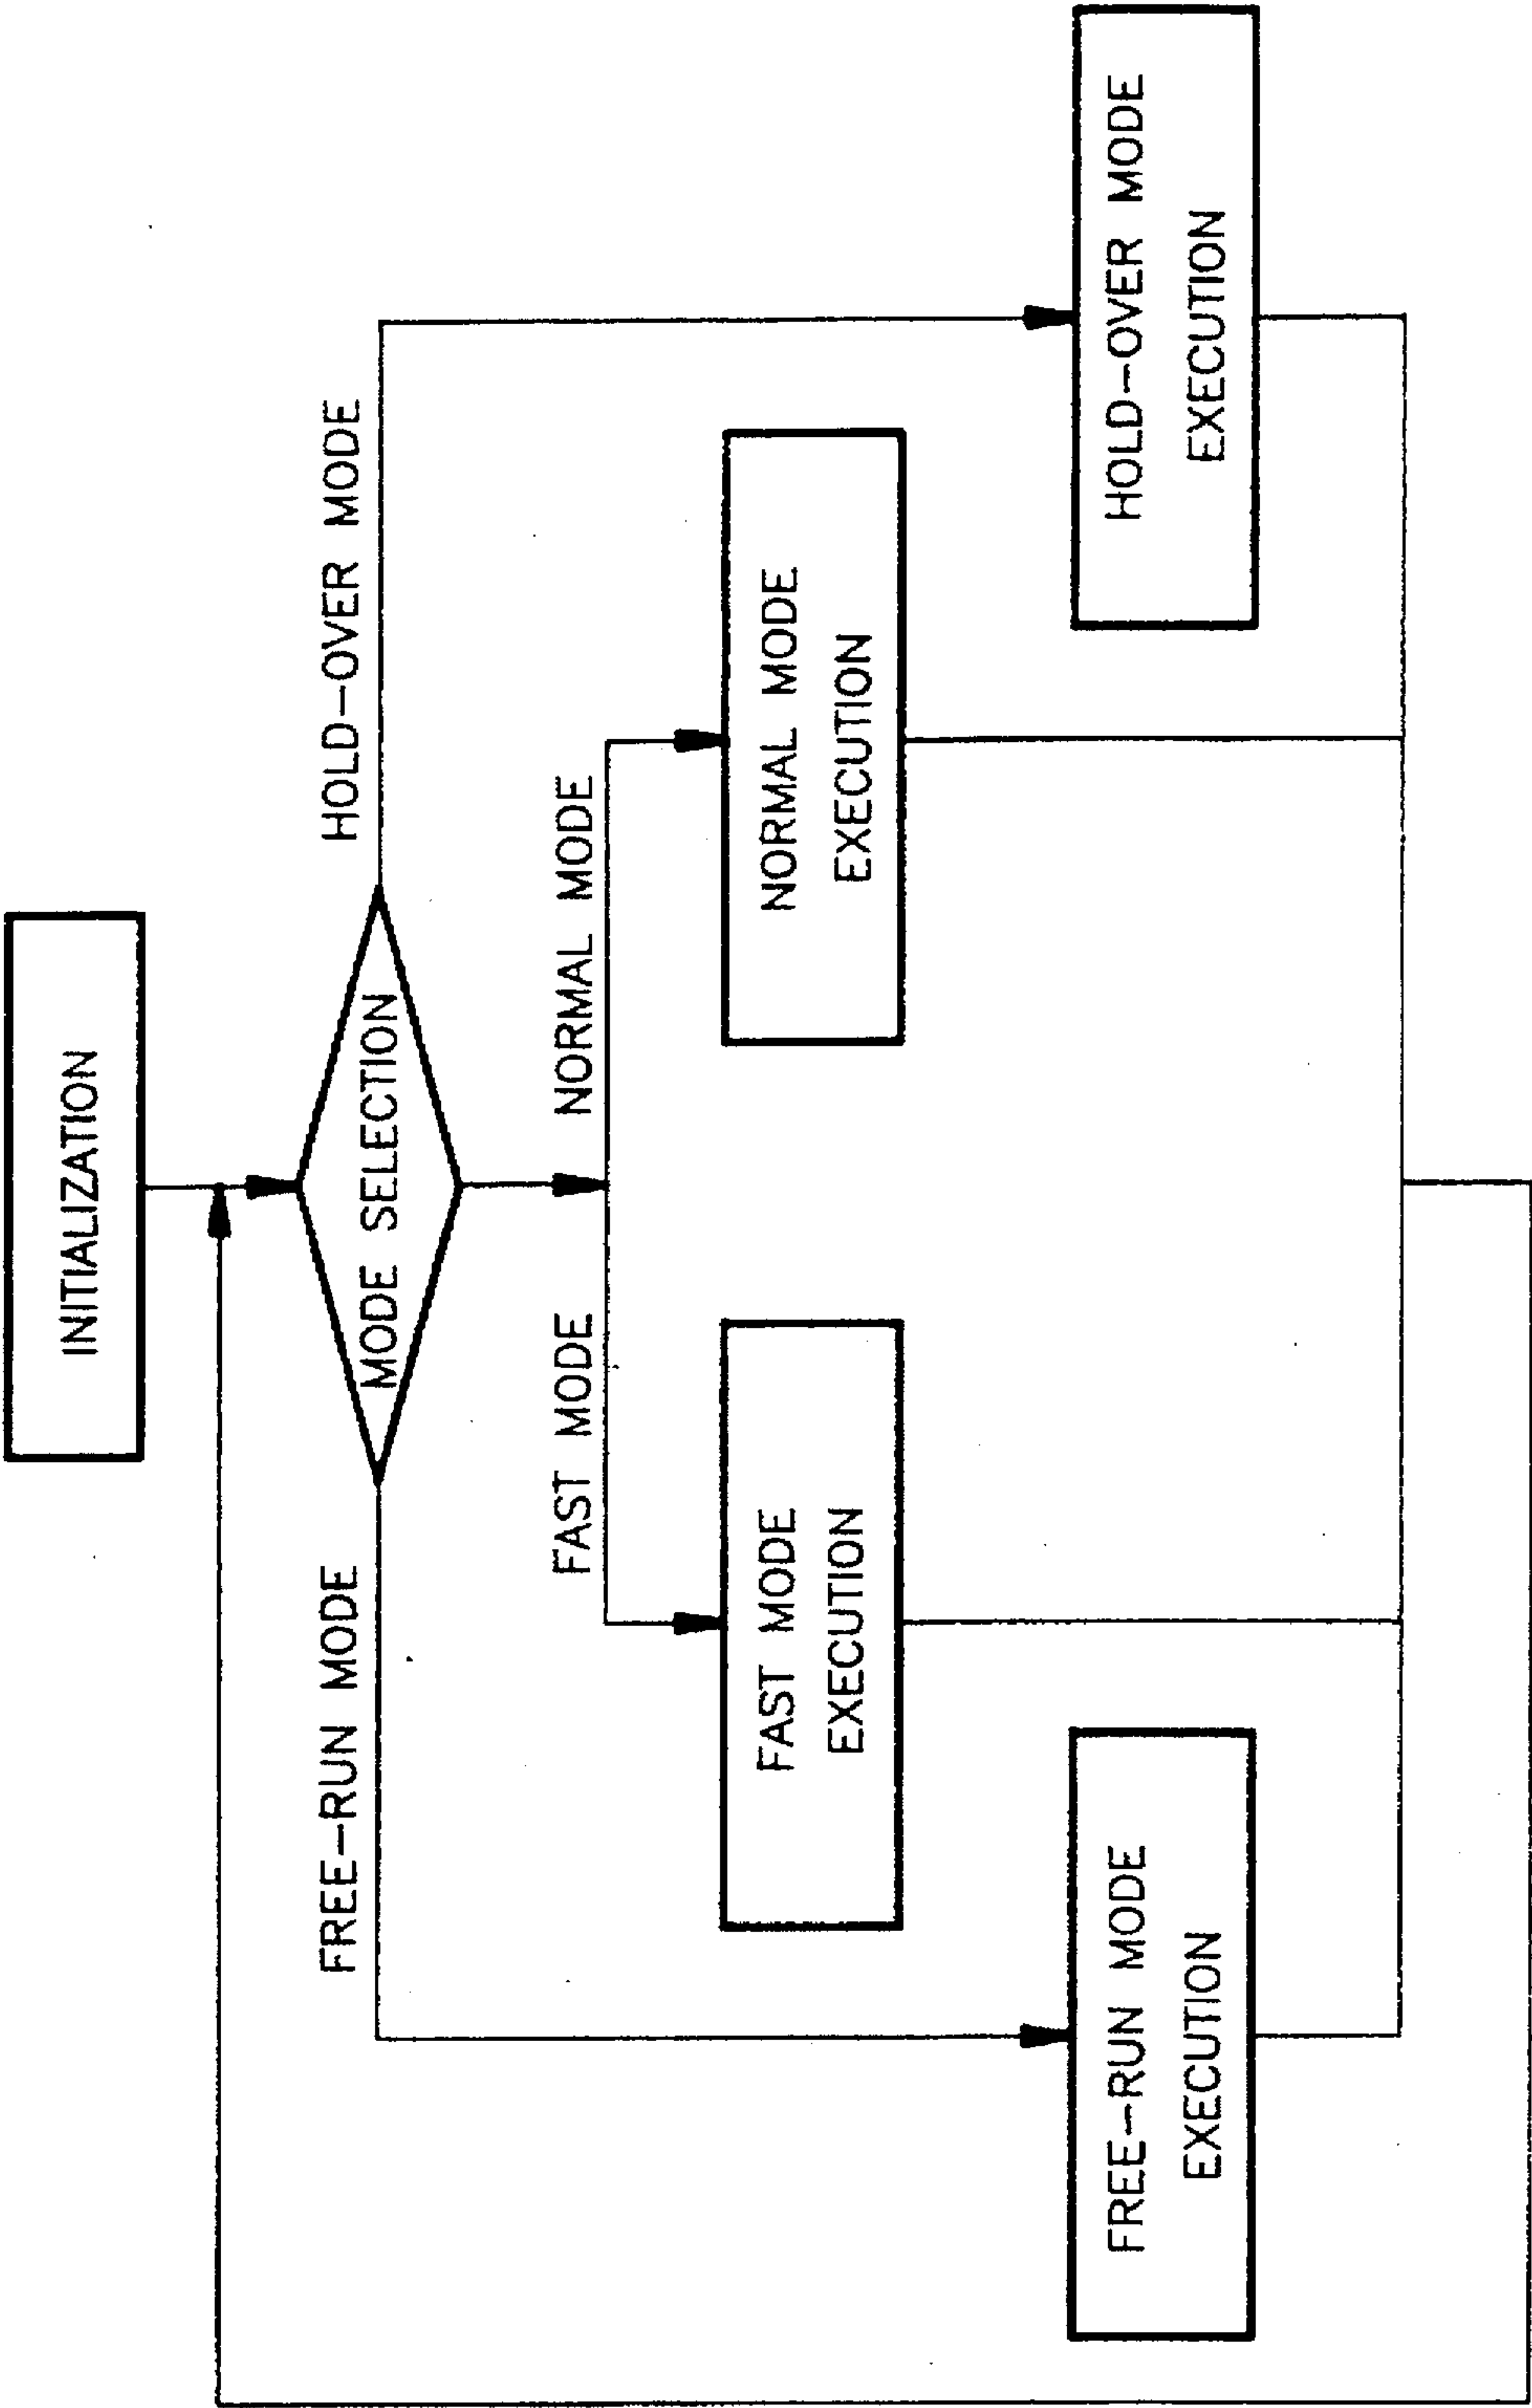 INITIALIZATION
MODE SELECTION
FREE-RUN MODE
HOLD-OVER MODE
FAST MODE
NORMAL MODE
FAST MODE
EXECUTION
NORMAL MODE
EXECUTION
FREE-RUN MODE
EXECUTION
HOLD-OVER MODE
EXECUTION